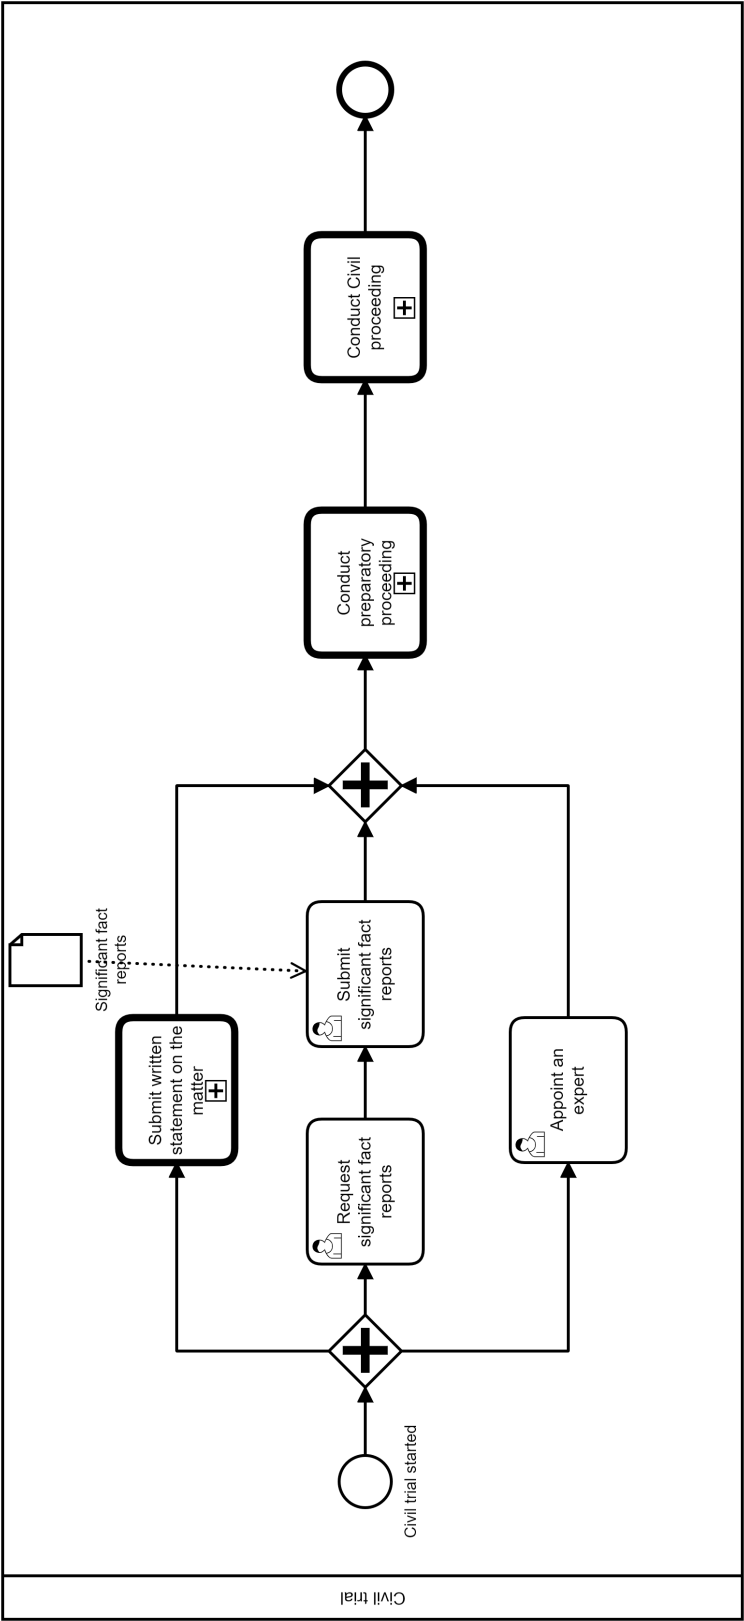 Civil trial
Civil trial started
Submit written
statement on the
matter
Request
significant fact
reports
Appoint an
expert
Significant fact
reports
Submit
significant fact
reports
Conduct
preparatory
proceeding
Conduct Civil
proceeding